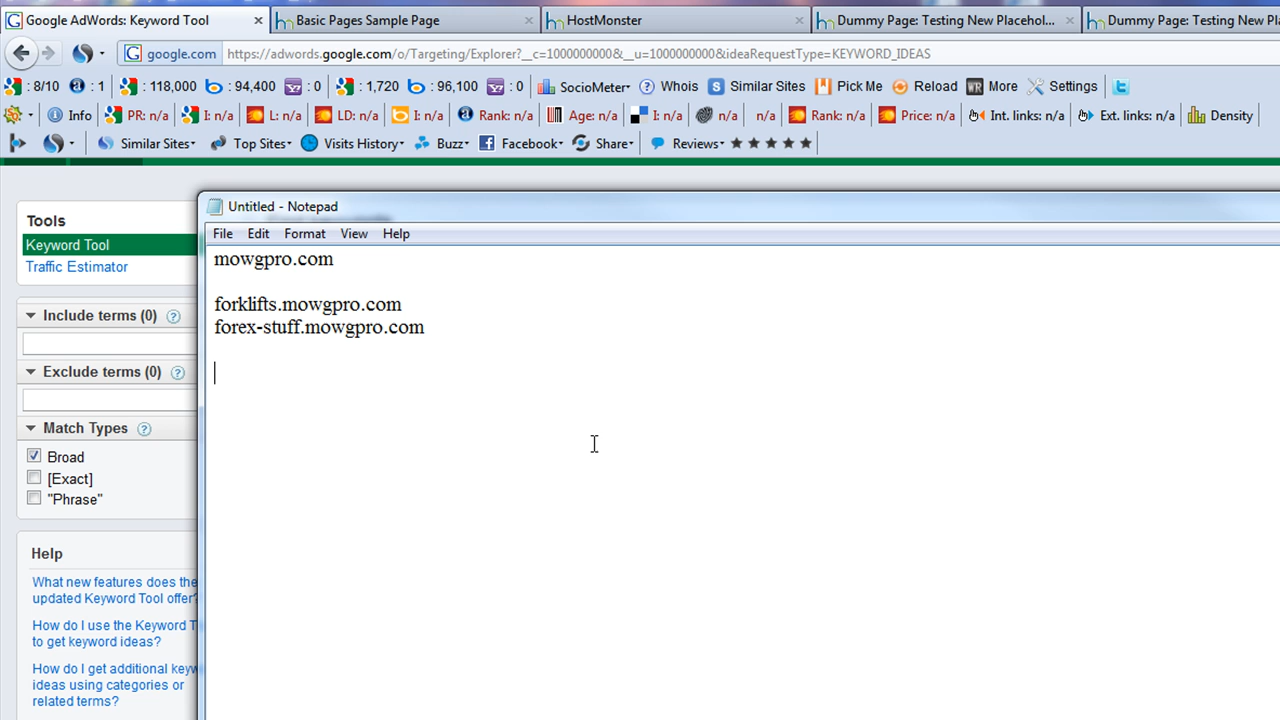 Google AdWords: Keyword Tool
Basic Pages Sample Page
HostMonster
Dummy Page: Testing New Placehol...
Dummy Page: Testing New Pl
google.com https://adwords.google.com/o/Targeting/Explorer?__c=1000000000&__u=1000000000&ideaRequestType=KEYWORD_IDEAS
: 8/10 : 1 : 118,000 : 94,400 : 0 : 1,720 : 96,100 : 0 SocioMeter Whois Similar Sites Pick Me Reload More Settings
Info PR: n/a I: n/a L: n/a LD: n/a I: n/a Rank: n/a Age: n/a I: n/a n/a n/a Rank: n/a Price: n/a Int. links: n/a Ext. links: n/a Density
Similar Sites Top Sites Visits History Buzz Facebook Share Reviews
Untitled - Notepad
File Edit Format View Help
mowgpro.com
forklifts.mowgpro.com
forex-stuff.mowgpro.com
Tools
Keyword Tool
Traffic Estimator
Include terms (0)
Exclude terms (0)
Match Types
Broad
[Exact]
"Phrase"
Help
What new features does the
updated Keyword Tool offer?
How do I use the Keyword T
to get keyword ideas?
How do I get additional keyw
ideas using categories or
related terms?